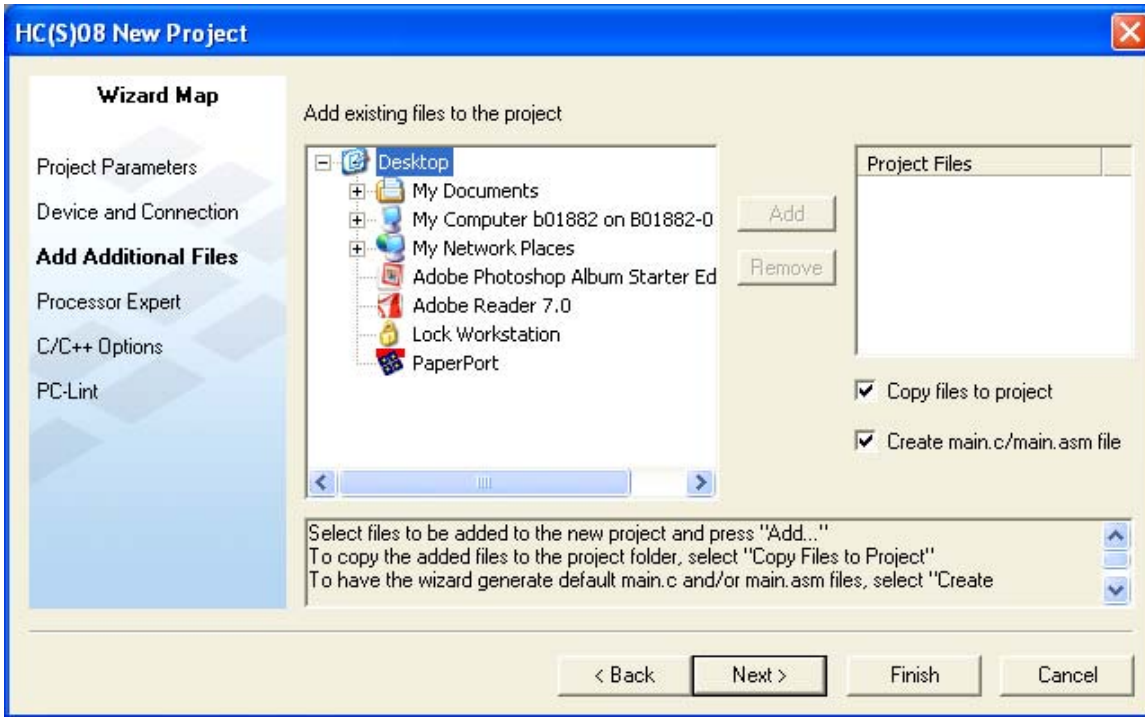 HC(S)08 New Project
Wizard Map
Project Parameters
Device and Connection
Add Additional Files
Processor Expert
C/C++ Options
PC-Lint
Add existing files to the project
Desktop
My Documents
My Computer b01882 on B01882-0
My Network Places
Adobe Photoshop Album Starter Ed
Adobe Reader 7.0
Lock Workstation
PaperPort
Add
Remove
Project Files
Copy files to project
Create main.c/main.asm file
Select files to be added to the new project and press "Add..."
To copy the added files to the project folder, select "Copy Files to Project"
To have the wizard generate default main.c and/or main.asm files, select "Create
< Back
Next >
Finish
Cancel